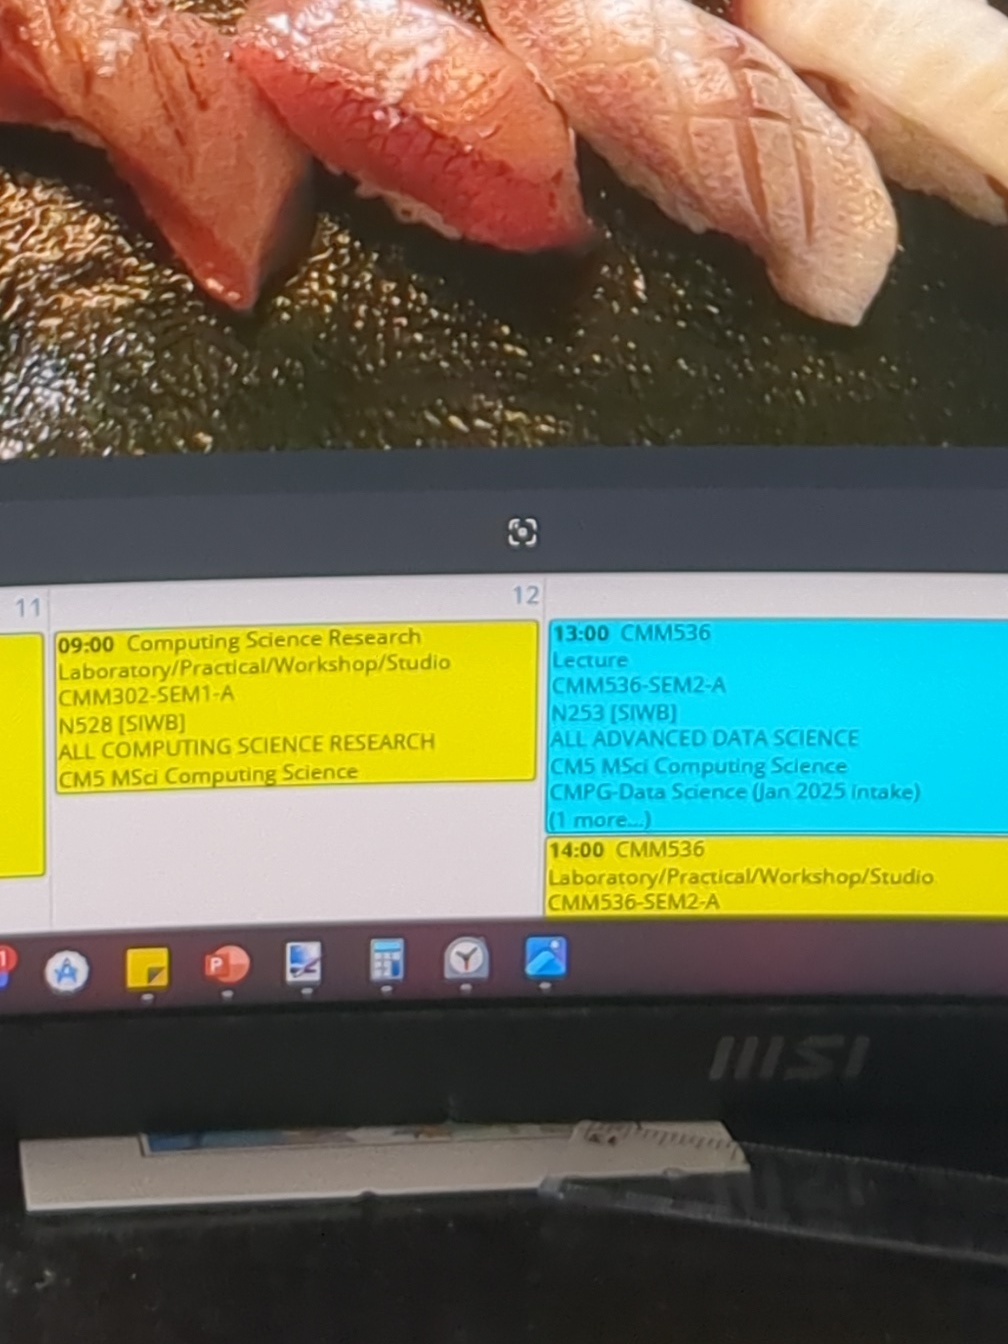 11
12
09:00 Computing Science Research
Laboratory/Practical/Workshop/Studio
CMM302-SEM1-A
N528 [SIWB]
ALL COMPUTING SCIENCE RESEARCH
CM5 MSci Computing Science
13:00 CMM536
Lecture
CMM536-SEM2-A
N253 [SIWB]
ALL ADVANCED DATA SCIENCE
CM5 MSci Computing Science
CMPG-Data Science (Jan 2025 intake)
(1 more...)
14:00 CMM536
Laboratory/Practical/Workshop/Studio
CMM536-SEM2-A
1
P
MSI